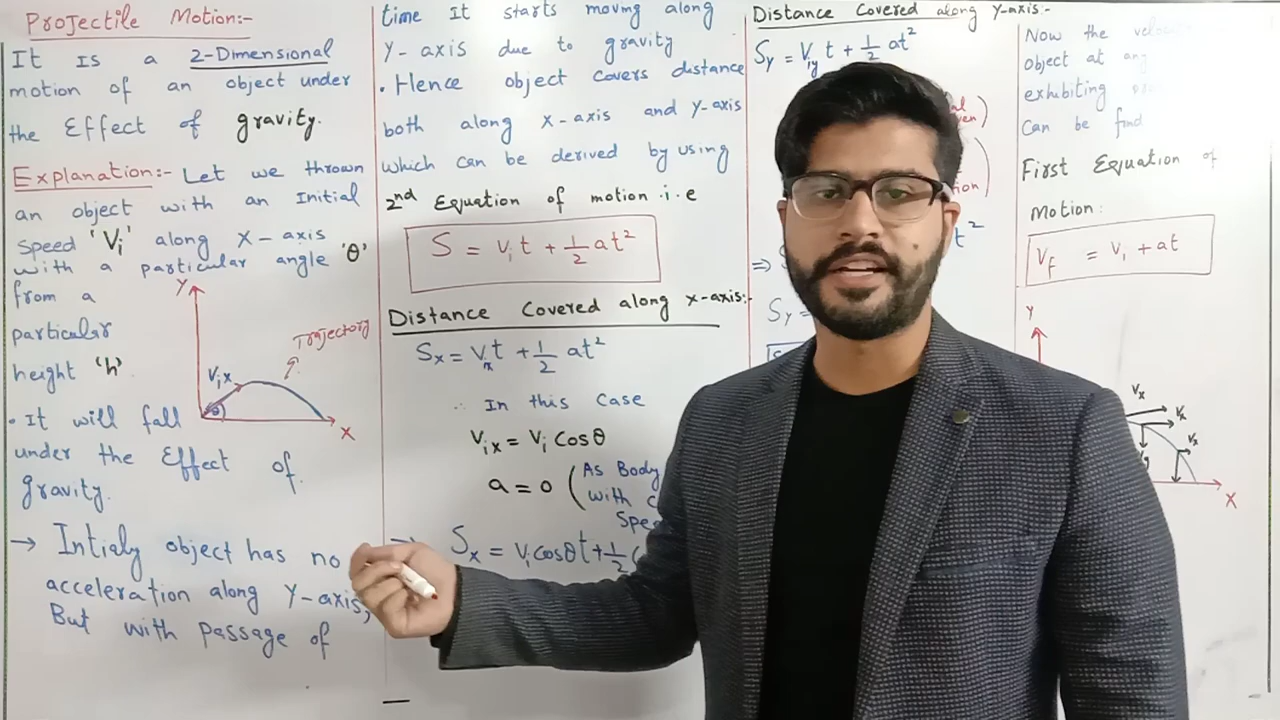 Projectile Motion:-
It is a 2-Dimensional
motion of an object under
the Effect of gravity.
Explanation:- Let we thrown
an object with an Initial
Speed 'Vi' along X-axis
with a particular angle 'θ'
from a
particular
height 'h'.
Y
Trajectory
Vix
θ
X
• It will fall
under the Effect of
gravity.
→ Intialy object has no
acceleration along Y-axis,
But with passage of
time It starts moving along
Y-axis due to gravity
• Hence object covers distance
both along X-axis and Y-axis
which can be derived by using
2nd Equation of motion i.e
S = Vit + 1/2 at²
Distance Covered along X-axis:-
Sx = Vixt + 1/2 at²
∴ In this Case
Vix = Vi Cosθ
a = 0 (As Body
with
Sx = Vi Cosθt + 1/2
Distance Covered along Y-axis:-
Sy = Viyt + 1/2 at²
t²
⇒ S
Sy =
Now the
object at
exhibiting
Can be find
First Equation of
Motion:
Vf = Vi + at
Y
Vx
Vx
Vx
X